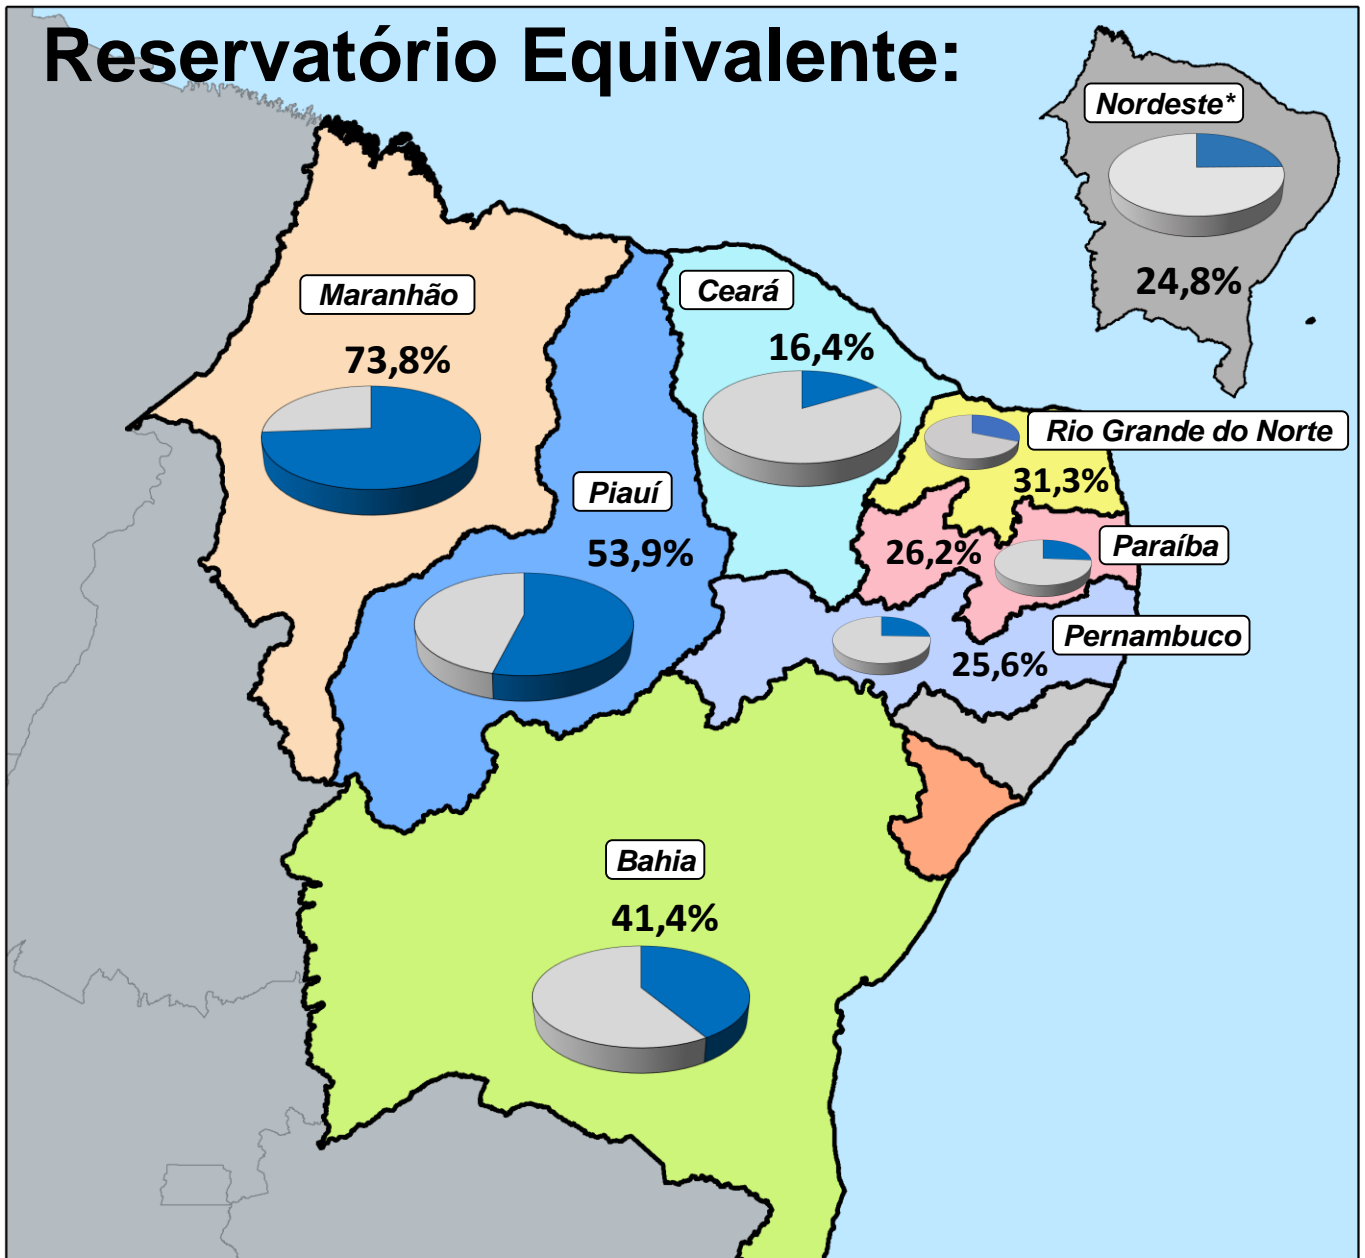 Reservatório Equivalente:
Nordeste*
24,8%
Maranhão
73,8%
Ceará
16,4%
Rio Grande do Norte
31,3%
Piauí
53,9%
Paraíba
26,2%
Pernambuco
25,6%
Bahia
41,4%